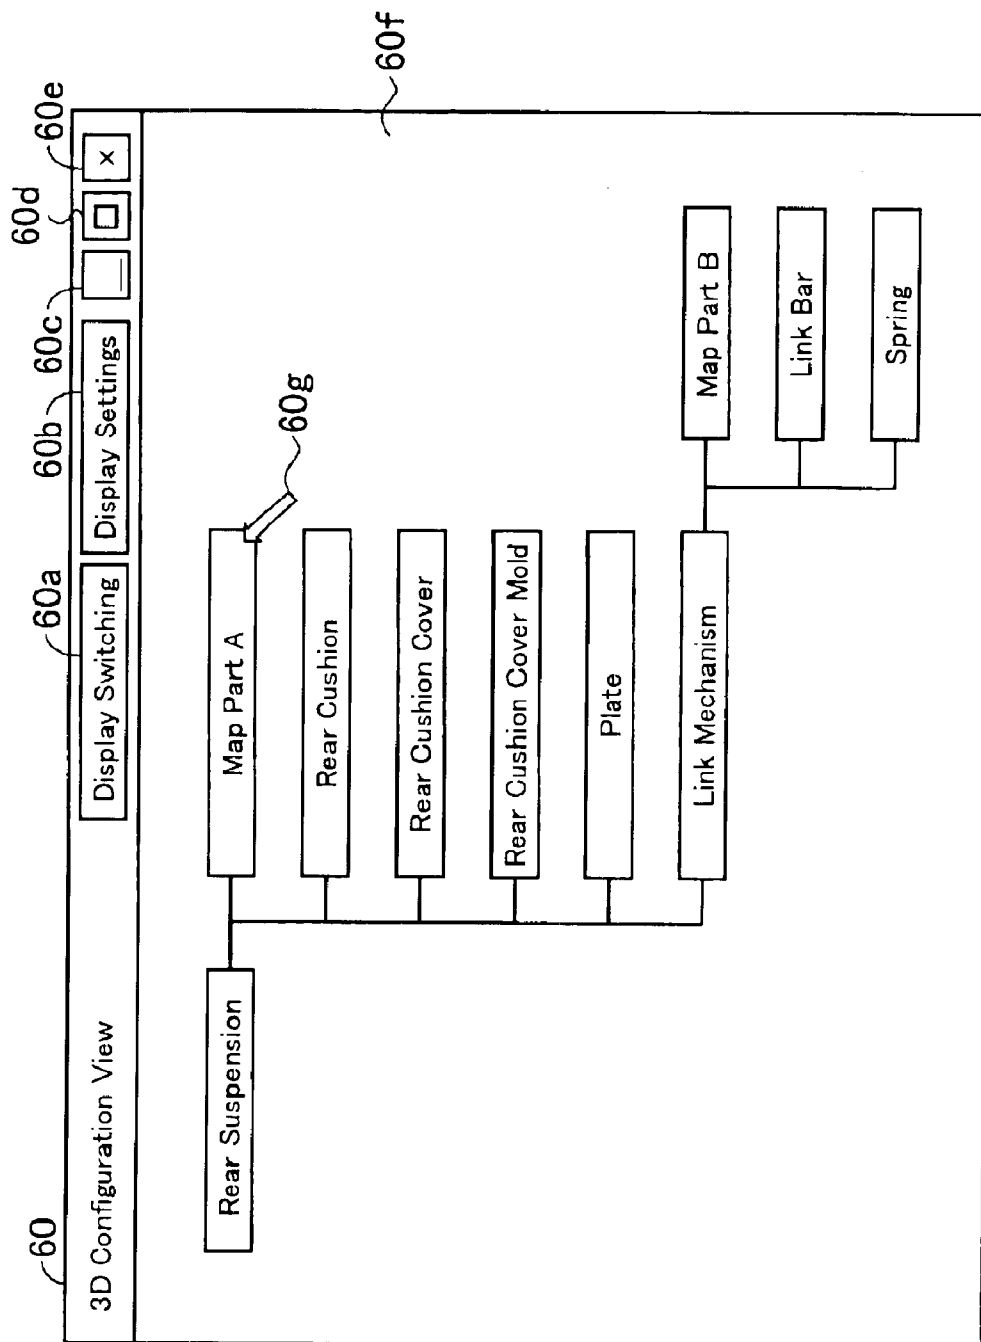 60
60a
60b
60c
60d
60e
3D Configuration View
Display Switching
Display Settings
×
60f
60g
Rear Suspension
Map Part A
Rear Cushion
Rear Cushion Cover
Rear Cushion Cover Mold
Plate
Link Mechanism
Map Part B
Link Bar
Spring